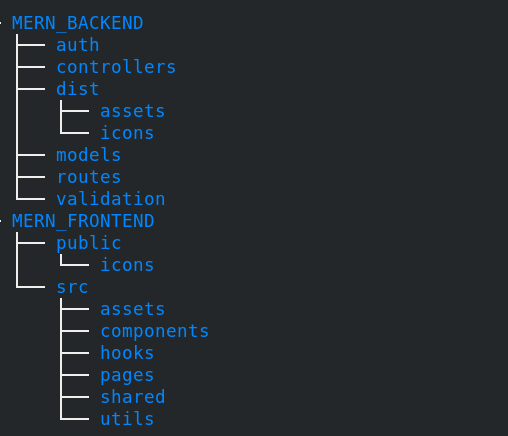 MERN_BACKEND
auth
controllers
dist
assets
icons
models
routes
validation
MERN_FRONTEND
public
icons
src
assets
components
hooks
pages
shared
utils